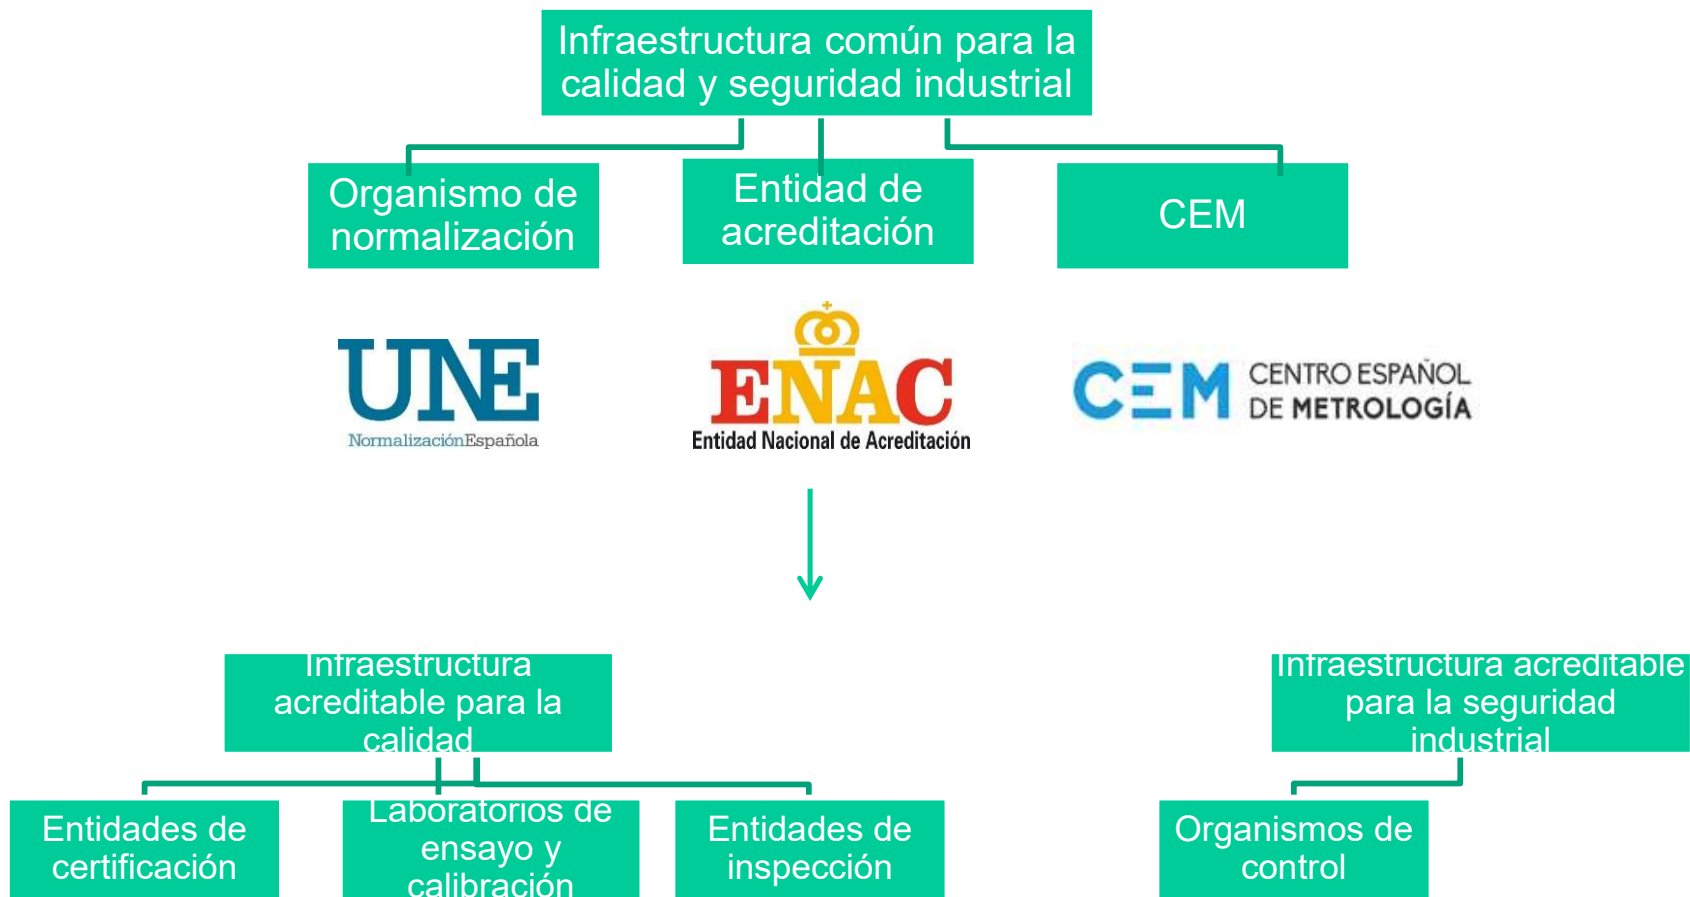 Infraestructura común para la
calidad y seguridad industrial
Organismo de
normalización
Entidad de
acreditación
CEM
UNE
NormalizaciónEspañola
ENAC
Entidad Nacional de Acreditación
CEM
CENTRO ESPAÑOL
DE METROLOGÍA
Infraestructura
acreditable para la
calidad
Infraestructura acreditable
para la seguridad
industrial
Entidades de
certificación
Laboratorios de
ensayo y
calibración
Entidades de
inspección
Organismos de
control